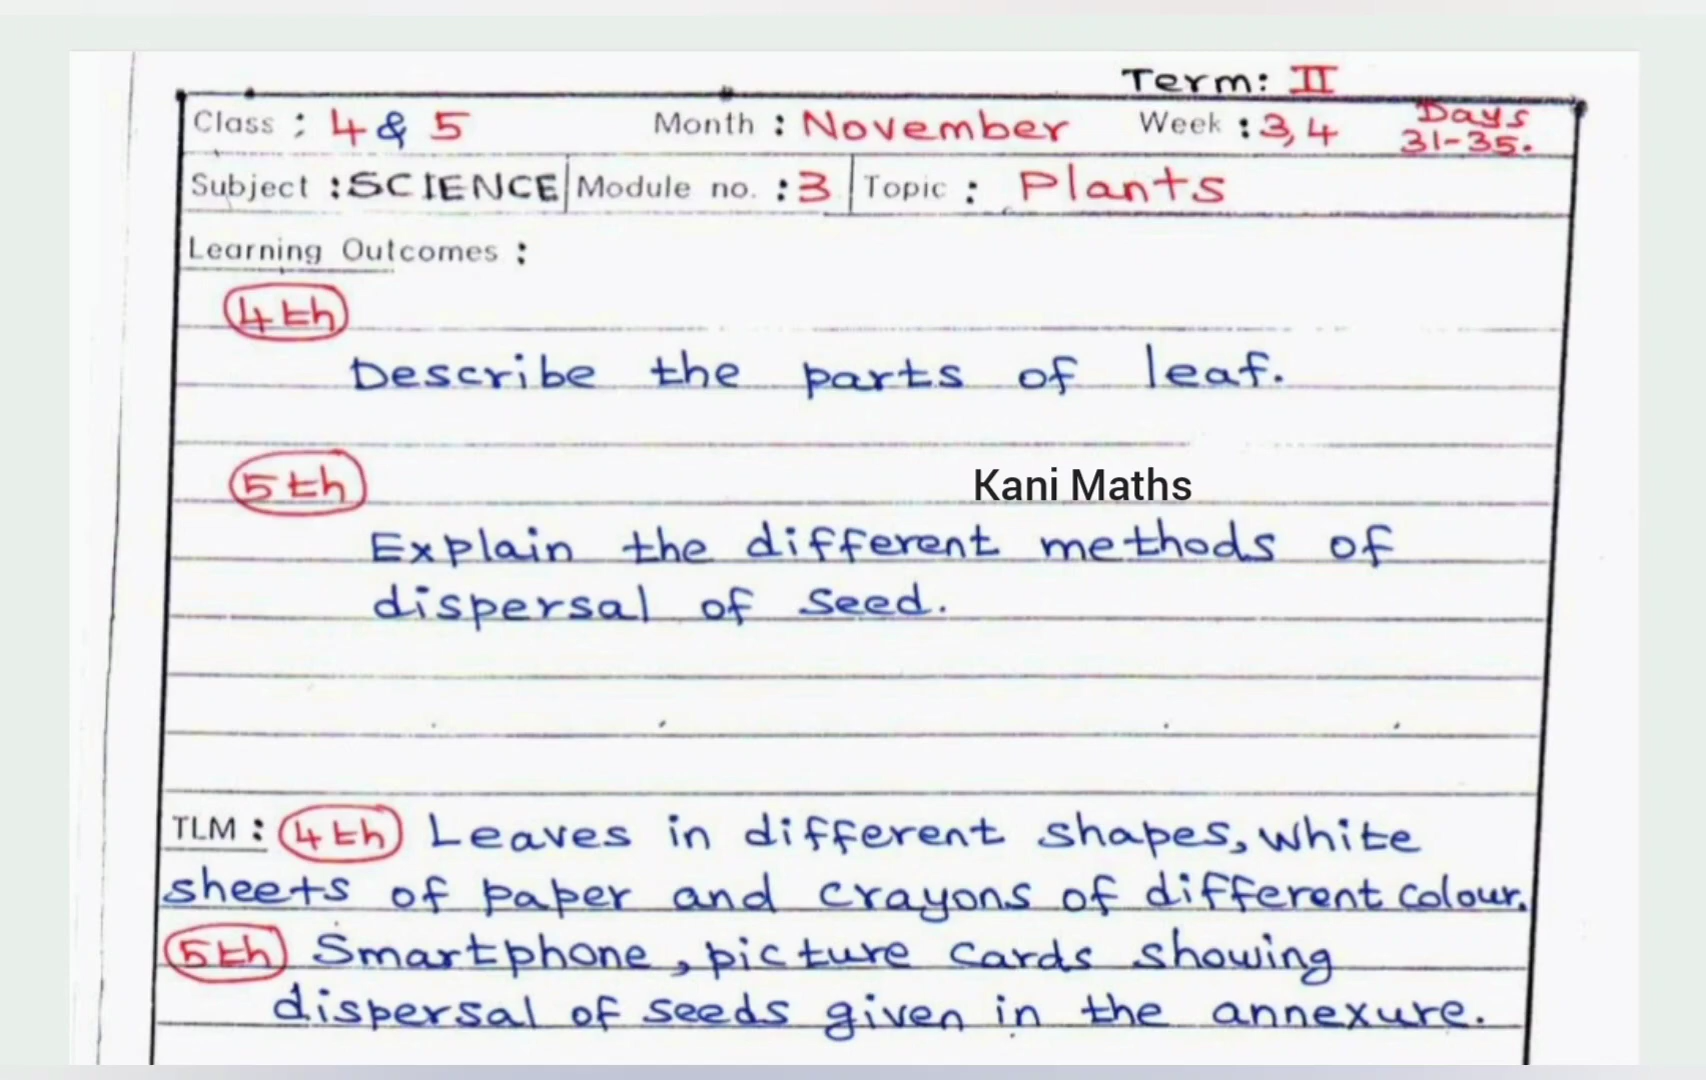 Term: II
Class : 4 & 5 Month : November Week : 3,4 Days 31-35.
Subject : SCIENCE Module no. : 3 Topic : Plants
Learning Outcomes :
4th
Describe the parts of leaf.
5th
Kani Maths
Explain the different methods of
dispersal of seed.
TLM : 4th Leaves in different shapes, white
sheets of paper and crayons of different colour.
5th Smartphone, picture cards showing
dispersal of seeds given in the annexure.